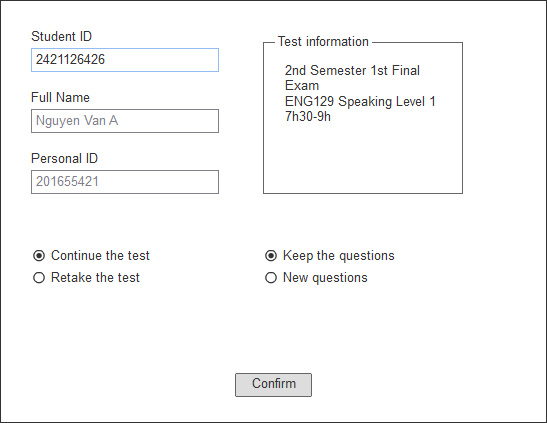 Student ID
2421126426
Full Name
Nguyen Van A
Personal ID
201655421
Test information
2nd Semester 1st Final
Exam
ENG129 Speaking Level 1
7h30-9h
Continue the test
Retake the test
Keep the questions
New questions
Confirm